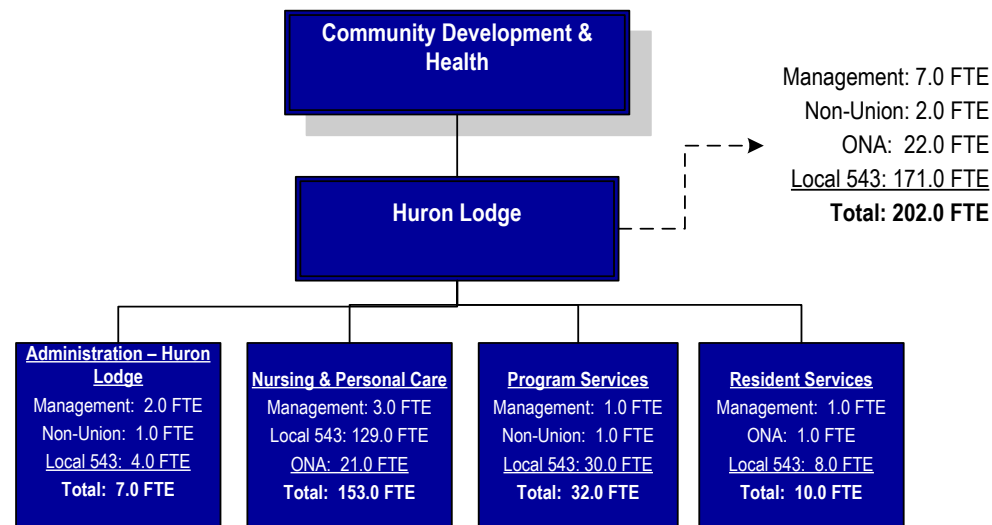 Community Development &
Health
Management: 7.0 FTE
Non-Union: 2.0 FTE
ONA: 22.0 FTE
Local 543: 171.0 FTE
Total: 202.0 FTE
Huron Lodge
Administration – Huron
Lodge
Management: 2.0 FTE
Non-Union: 1.0 FTE
Local 543: 4.0 FTE
Total: 7.0 FTE
Nursing & Personal Care
Management: 3.0 FTE
Local 543: 129.0 FTE
ONA: 21.0 FTE
Total: 153.0 FTE
Program Services
Management: 1.0 FTE
Non-Union: 1.0 FTE
Local 543: 30.0 FTE
Total: 32.0 FTE
Resident Services
Management: 1.0 FTE
ONA: 1.0 FTE
Local 543: 8.0 FTE
Total: 10.0 FTE